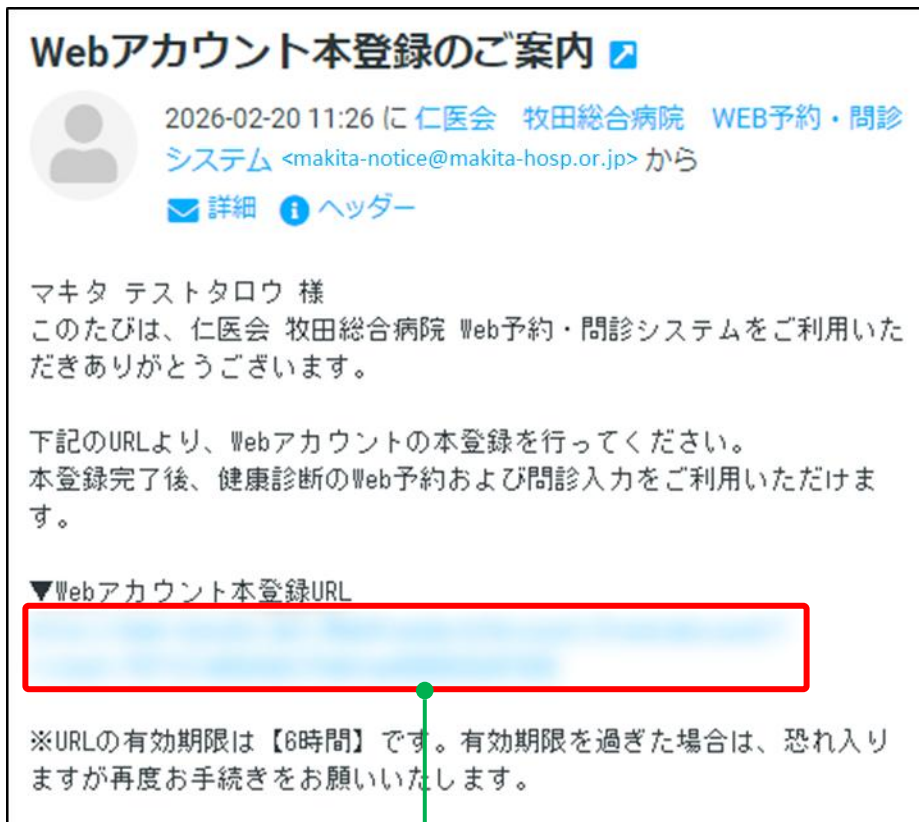 Webアカウント本登録のご案内
2026-02-20 11:26 に 仁医会　牧田総合病院　WEB予約・問診
システム <makita-notice@makita-hosp.or.jp> から
詳細 ヘッダー
マキタ テストタロウ 様
このたびは、仁医会 牧田総合病院 Web予約・問診システムをご利用いた
だきありがとうございます。
下記のURLより、Webアカウントの本登録を行ってください。
本登録完了後、健康診断のWeb予約および問診入力をご利用いただけま
す。
▼Webアカウント本登録URL
※URLの有効期限は【6時間】です。有効期限を過ぎた場合は、恐れ入り
ますが再度お手続きをお願いいたします。